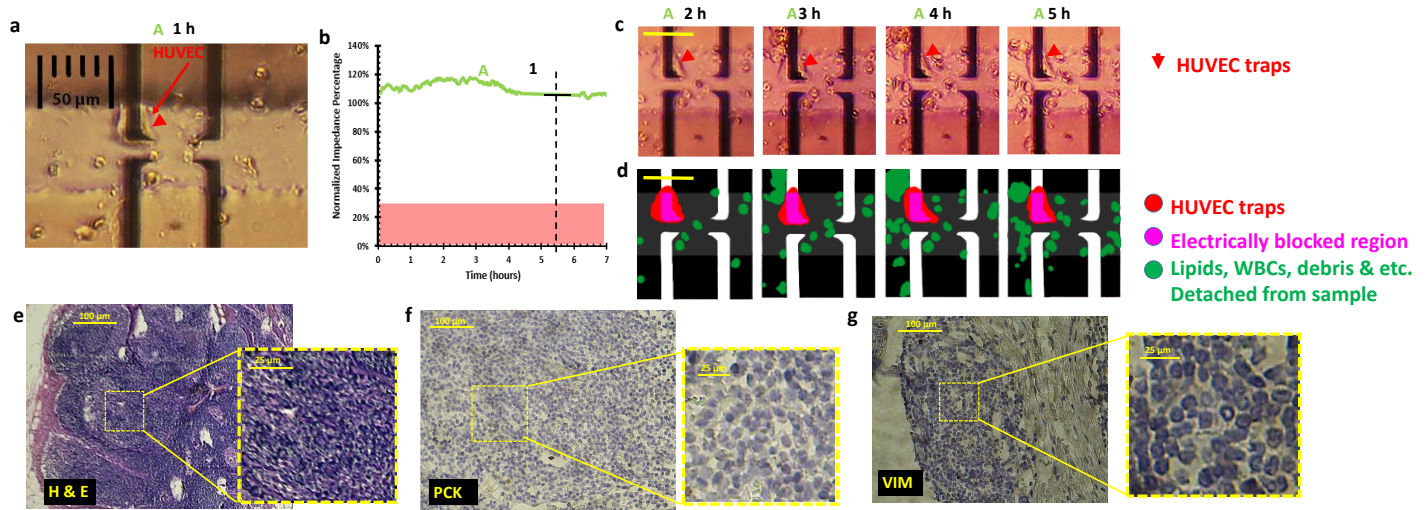 a
A 1 h
HUVEC
50 µm
b
140%
120%
100%
80%
60%
40%
20%
0%
Normalized Impedance Percentage
A
1
0 1 2 3 4 5 6 7
Time (hours)
c
A 2 h
A 3 h
A 4 h
A 5 h
HUVEC traps
d
HUVEC traps
Electrically blocked region
Lipids, WBCs, debris & etc.
Detached from sample
e
100 µm
25 µm
H & E
f
100 µm
25 µm
PCK
g
100 µm
25 µm
VIM